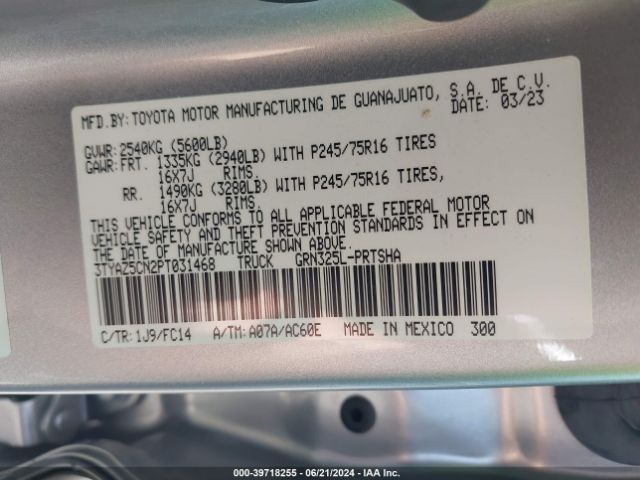 MFD.BY:TOYOTA MOTOR MANUFACTURING DE GUANAJUATO, S.A. DE C.V.
DATE: 03/23
GVWR:2540KG (5600LB)
GAWR:FRT. 1335KG (2940LB) WITH P245/75R16 TIRES
16X7J RIMS.
RR. 1490KG (3280LB) WITH P245/75R16 TIRES,
16X7J RIMS.
THIS VEHICLE CONFORMS TO ALL APPLICABLE FEDERAL MOTOR
VEHICLE SAFETY AND THEFT PREVENTION STANDARDS IN EFFECT ON
THE DATE OF MANUFACTURE SHOWN ABOVE.
3TYAZ5CN2PT031468 TRUCK GRN325L-PRTSHA
C/TR:1J9/FC14 A/TM:A07A/AC60E MADE IN MEXICO 300
000-39718255 - 06/21/2024 - IAA Inc.